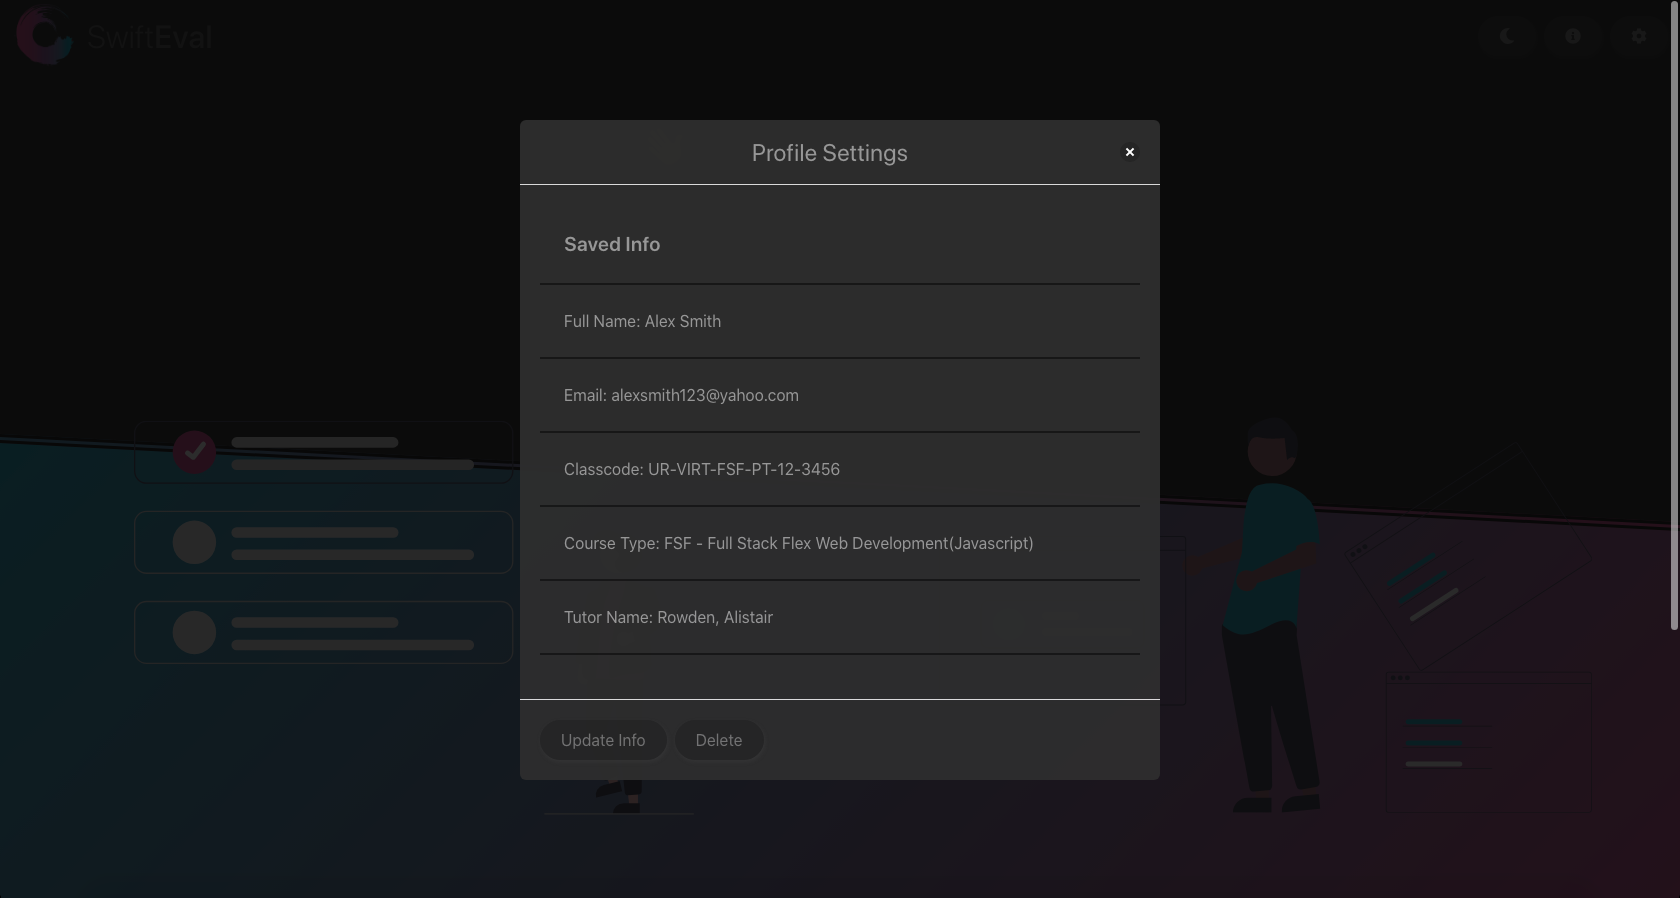 SwiftEval
Profile Settings
Saved Info
Full Name: Alex Smith
Email: alexsmith123@yahoo.com
Classcode: UR-VIRT-FSF-PT-12-3456
Course Type: FSF - Full Stack Flex Web Development(Javascript)
Tutor Name: Rowden, Alistair
Update Info
Delete